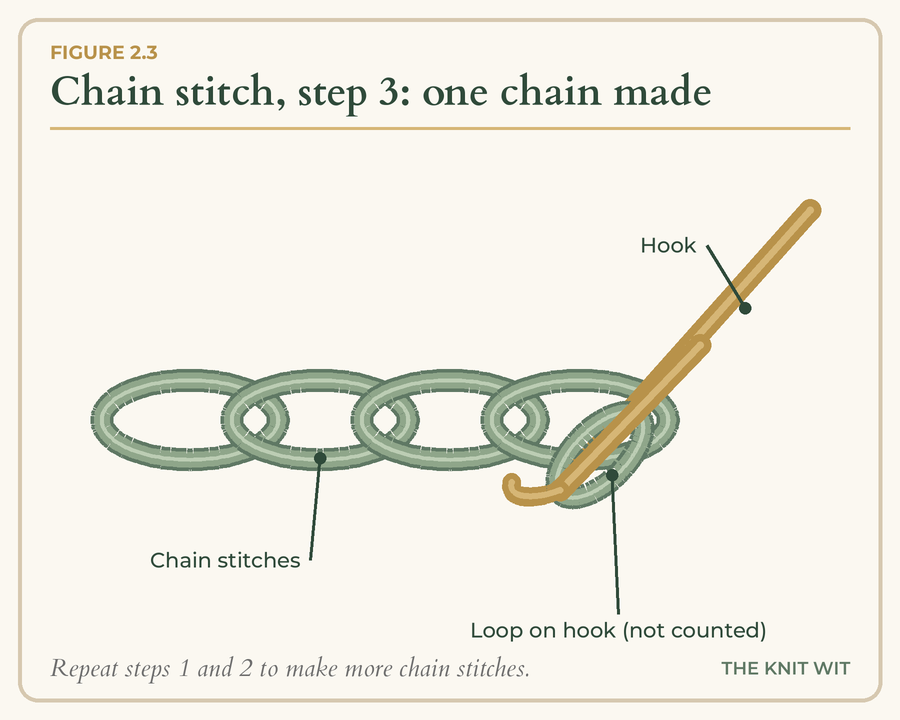 FIGURE 2.3
Chain stitch, step 3: one chain made
Hook
Chain stitches
Loop on hook (not counted)
Repeat steps 1 and 2 to make more chain stitches.
THE KNIT WIT